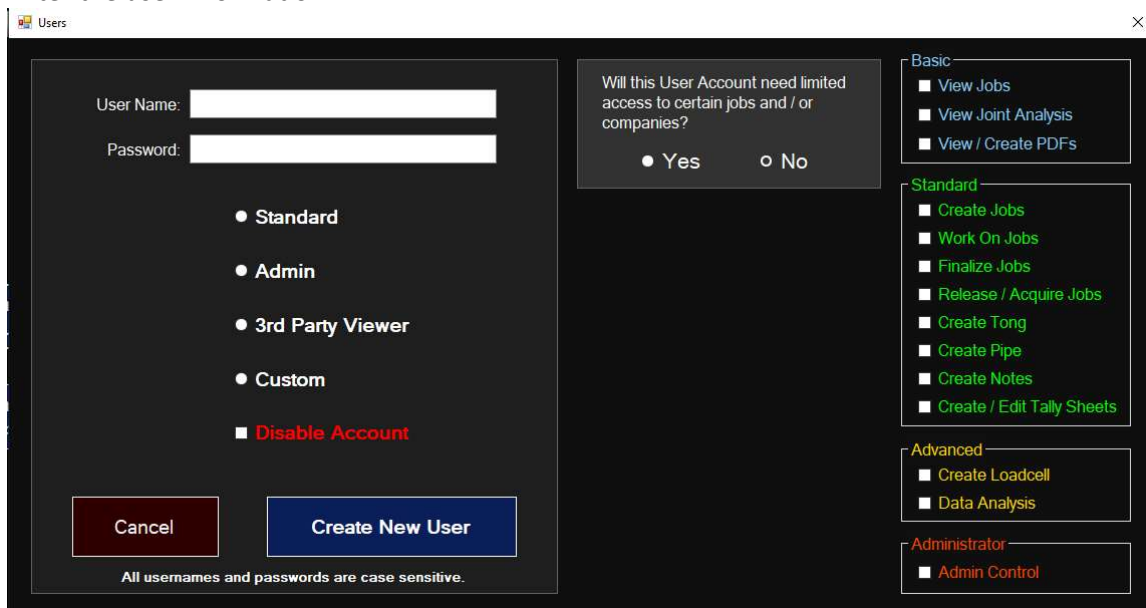 Users
User Name:
Password:
Standard
Admin
3rd Party Viewer
Custom
Disable Account
Cancel
Create New User
All usernames and passwords are case sensitive.
Will this User Account need limited
access to certain jobs and / or
companies?
Yes No
Basic
View Jobs
View Joint Analysis
View / Create PDFs
Standard
Create Jobs
Work On Jobs
Finalize Jobs
Release / Acquire Jobs
Create Tong
Create Pipe
Create Notes
Create / Edit Tally Sheets
Advanced
Create Loadcell
Data Analysis
Administrator
Admin Control